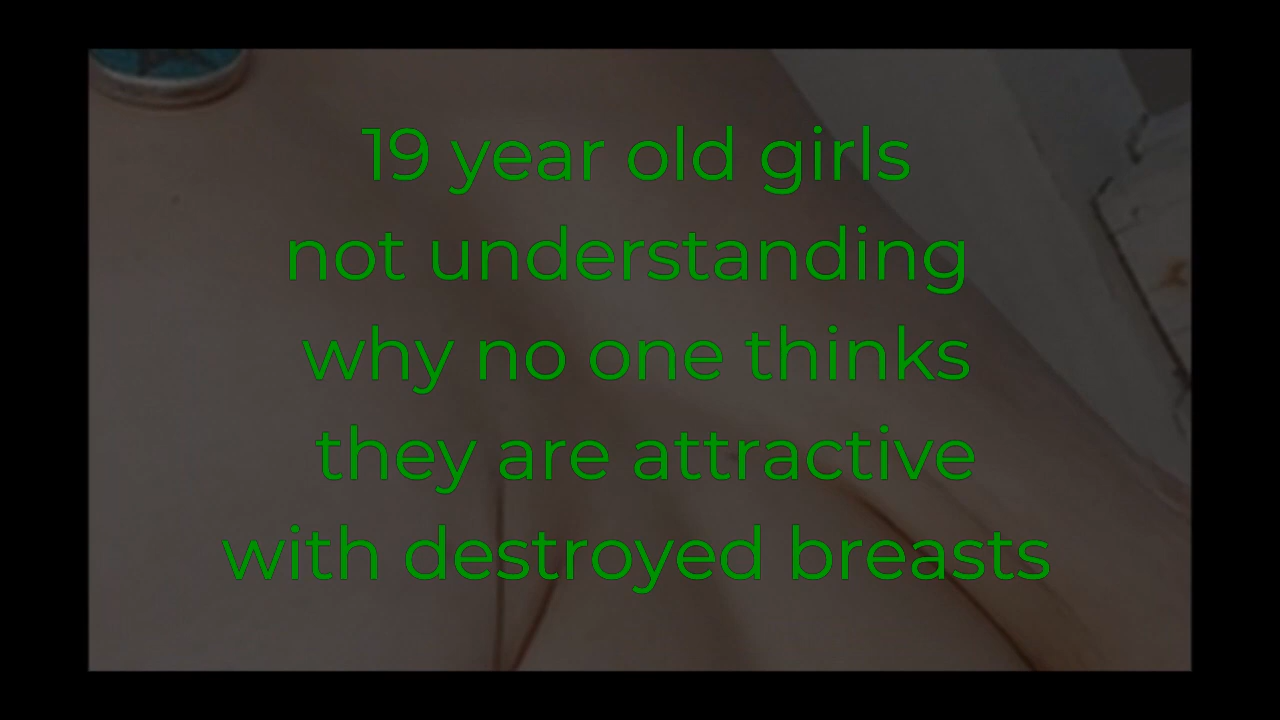 19 year old girls
not understanding
why no one thinks
they are attractive
with destroyed breasts